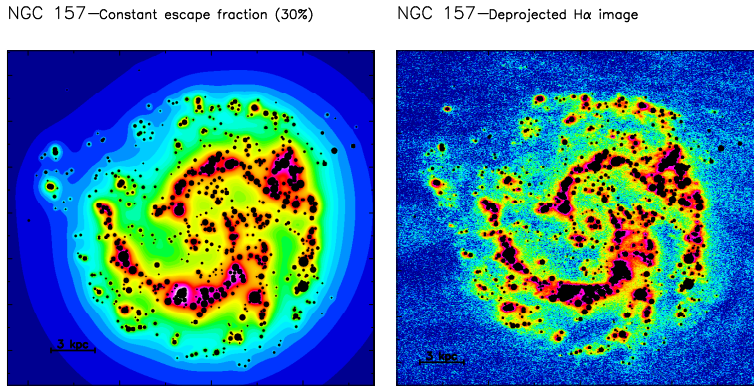 NGC 157—Constant escape fraction (30%)
NGC 157—Deprojected Hα image
3 kpc
3 kpc